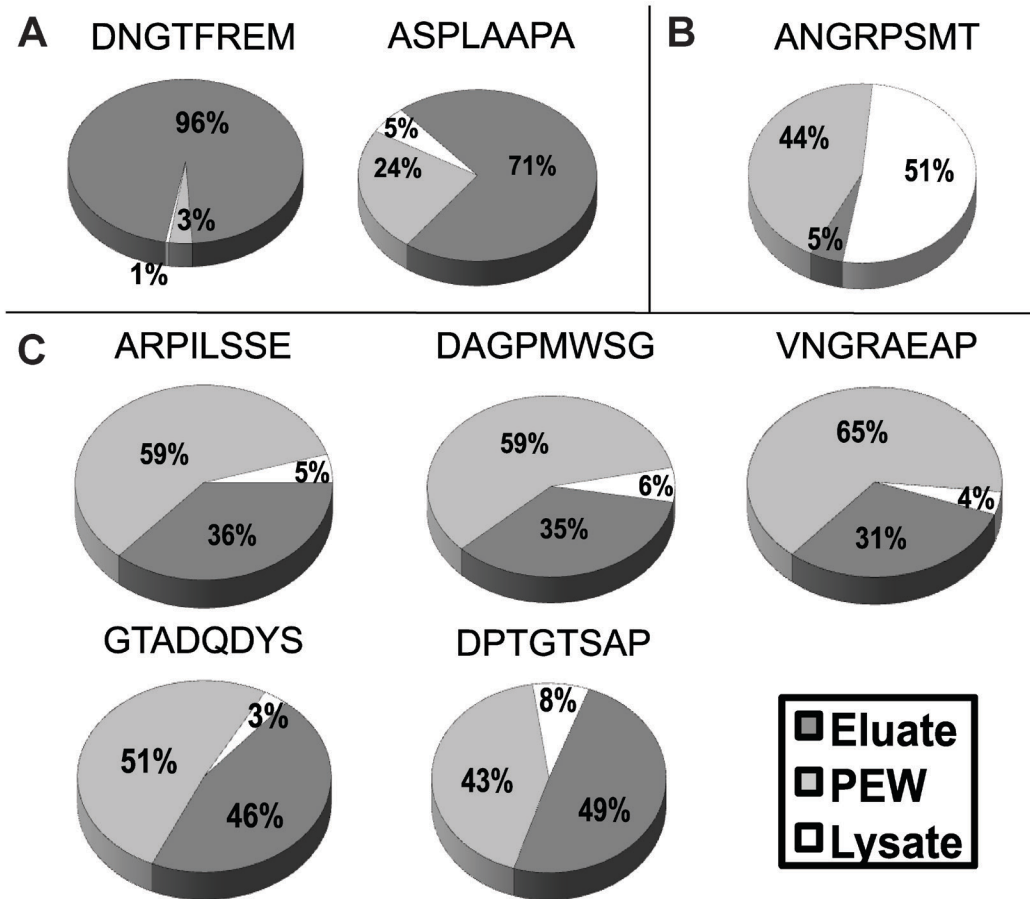 A
DNGTFREM
ASPLAAPA
B
ANGRPSMT
96%
3%
1%
5%
24%
71%
44%
51%
5%
C
ARPILSSE
DAGPMWSG
VNGRAEAP
59%
5%
36%
59%
6%
35%
65%
4%
31%
GTADQDYS
DPTGTSAP
51%
3%
46%
8%
43%
49%
Eluate
PEW
Lysate